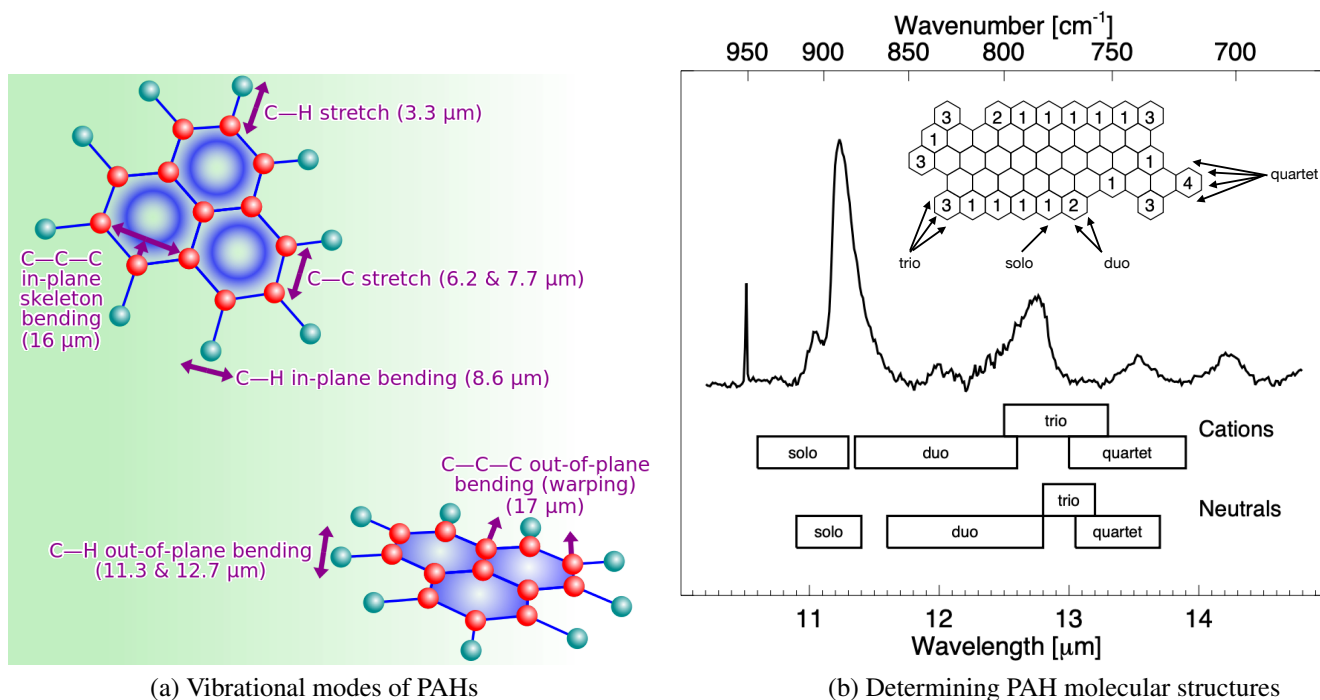 C—H stretch (3.3 μm)
C—C—C
in-plane
skeleton
bending
(16 μm)
C—C stretch (6.2 & 7.7 μm)
C—H in-plane bending (8.6 μm)
C—C—C out-of-plane
bending (warping)
(17 μm)
C—H out-of-plane bending
(11.3 & 12.7 μm)
(a) Vibrational modes of PAHs
Wavenumber [cm-1]
950 900 850 800 750 700
3 2 1 1 1 1 1 3
1
3 1
1 4
3 1 1 1 1 2 3
quartet
trio solo duo
trio
Cations
solo duo quartet
trio
Neutrals
solo duo quartet
11 12 13 14
Wavelength [μm]
(b) Determining PAH molecular structures